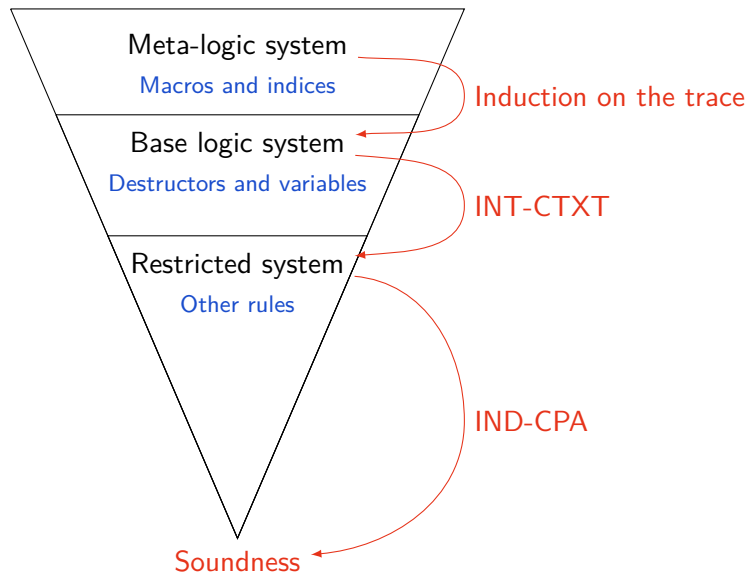 Meta-logic system
Macros and indices
Induction on the trace
Base logic system
Destructors and variables
INT-CTXT
Restricted system
Other rules
IND-CPA
Soundness